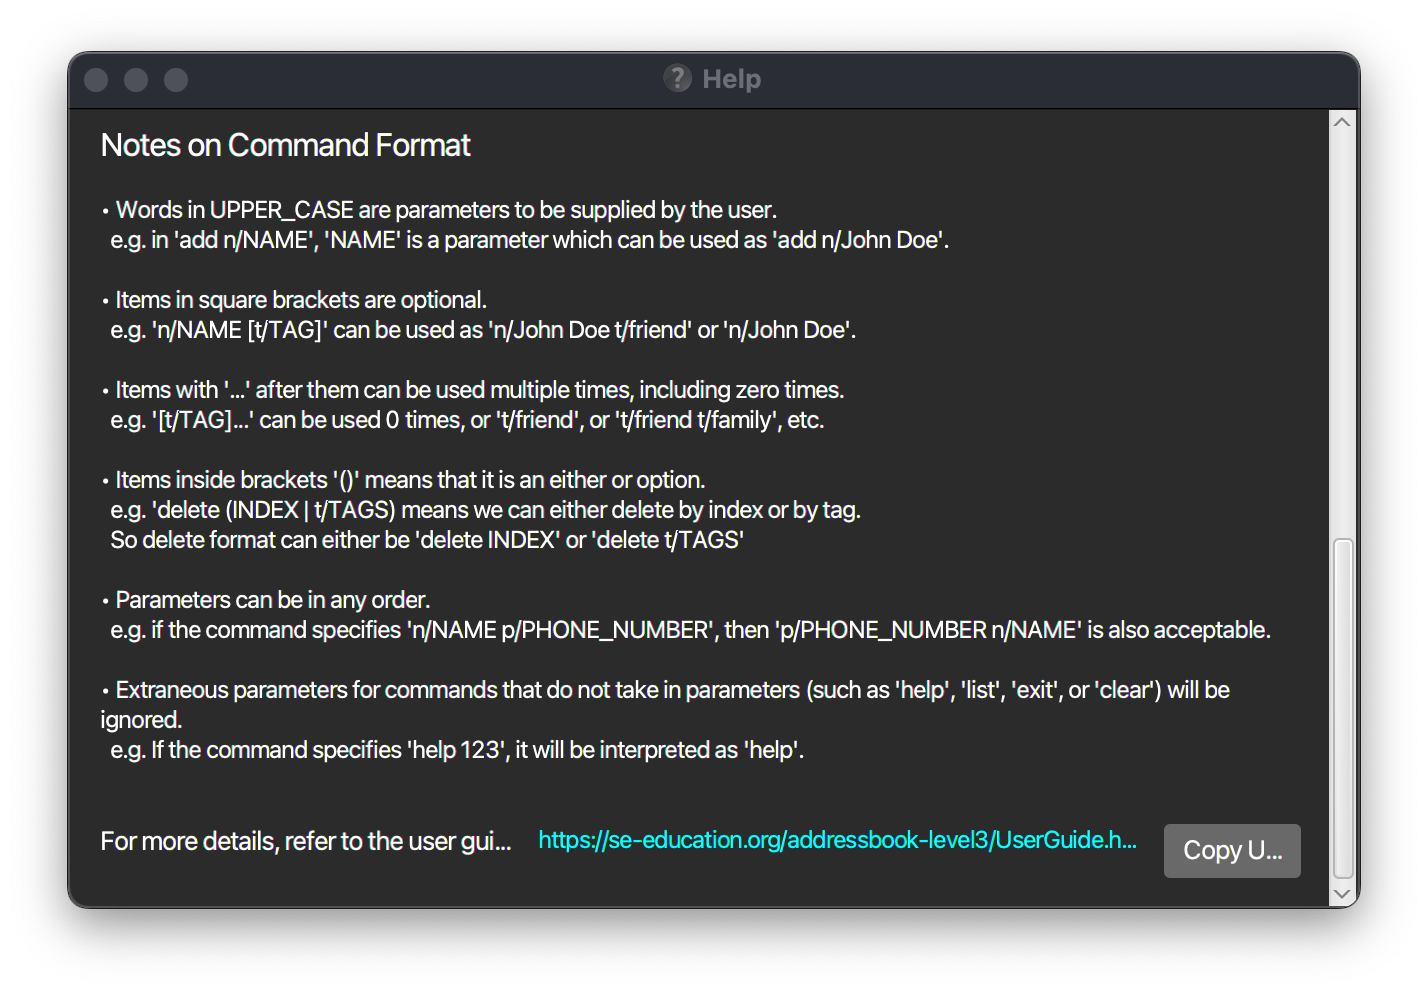 ? Help
Notes on Command Format
• Words in UPPER_CASE are parameters to be supplied by the user.
e.g. in 'add n/NAME', 'NAME' is a parameter which can be used as 'add n/John Doe'.
• Items in square brackets are optional.
e.g. 'n/NAME [t/TAG]' can be used as 'n/John Doe t/friend' or 'n/John Doe'.
• Items with '...' after them can be used multiple times, including zero times.
e.g. '[t/TAG]...' can be used 0 times, or 't/friend', or 't/friend t/family', etc.
• Items inside brackets '()' means that it is an either or option.
e.g. 'delete (INDEX | t/TAGS) means we can either delete by index or by tag.
So delete format can either be 'delete INDEX' or 'delete t/TAGS'
• Parameters can be in any order.
e.g. if the command specifies 'n/NAME p/PHONE_NUMBER', then 'p/PHONE_NUMBER n/NAME' is also acceptable.
• Extraneous parameters for commands that do not take in parameters (such as 'help', 'list', 'exit', or 'clear') will be
ignored.
e.g. If the command specifies 'help 123', it will be interpreted as 'help'.
For more details, refer to the user gui... https://se-education.org/addressbook-level3/UserGuide.h... Copy U...